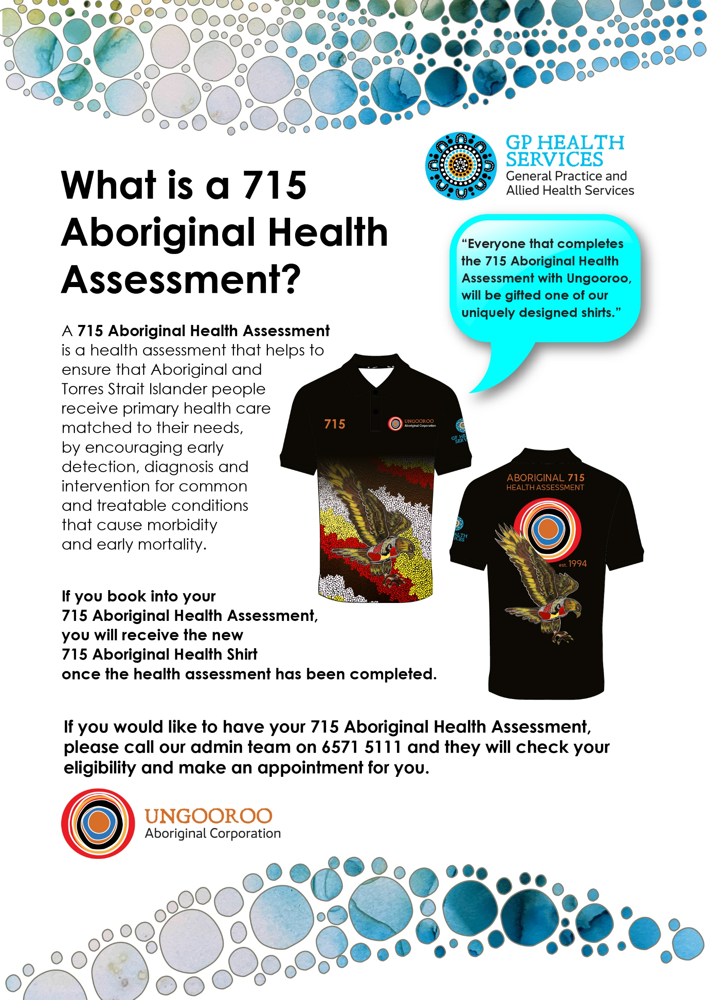 GP HEALTH
SERVICES
General Practice and
Allied Health Services
What is a 715
Aboriginal Health
Assessment?
“Everyone that completes
the 715 Aboriginal Health
Assessment with Ungooroo,
will be gifted one of our
uniquely designed shirts.”
A 715 Aboriginal Health Assessment
is a health assessment that helps to
ensure that Aboriginal and
Torres Strait Islander people
receive primary health care
matched to their needs,
by encouraging early
detection, diagnosis and
intervention for common
and treatable conditions
that cause morbidity
and early mortality.
715
UNGOOROO
Aboriginal Corporation
GP HE
SERV
ABORIGINAL 715
HEALTH ASSESSMENT
est. 1994
ALTH
ICES
If you book into your
715 Aboriginal Health Assessment,
you will receive the new
715 Aboriginal Health Shirt
once the health assessment has been completed.
If you would like to have your 715 Aboriginal Health Assessment,
please call our admin team on 6571 5111 and they will check your
eligibility and make an appointment for you.
UNGOOROO
Aboriginal Corporation